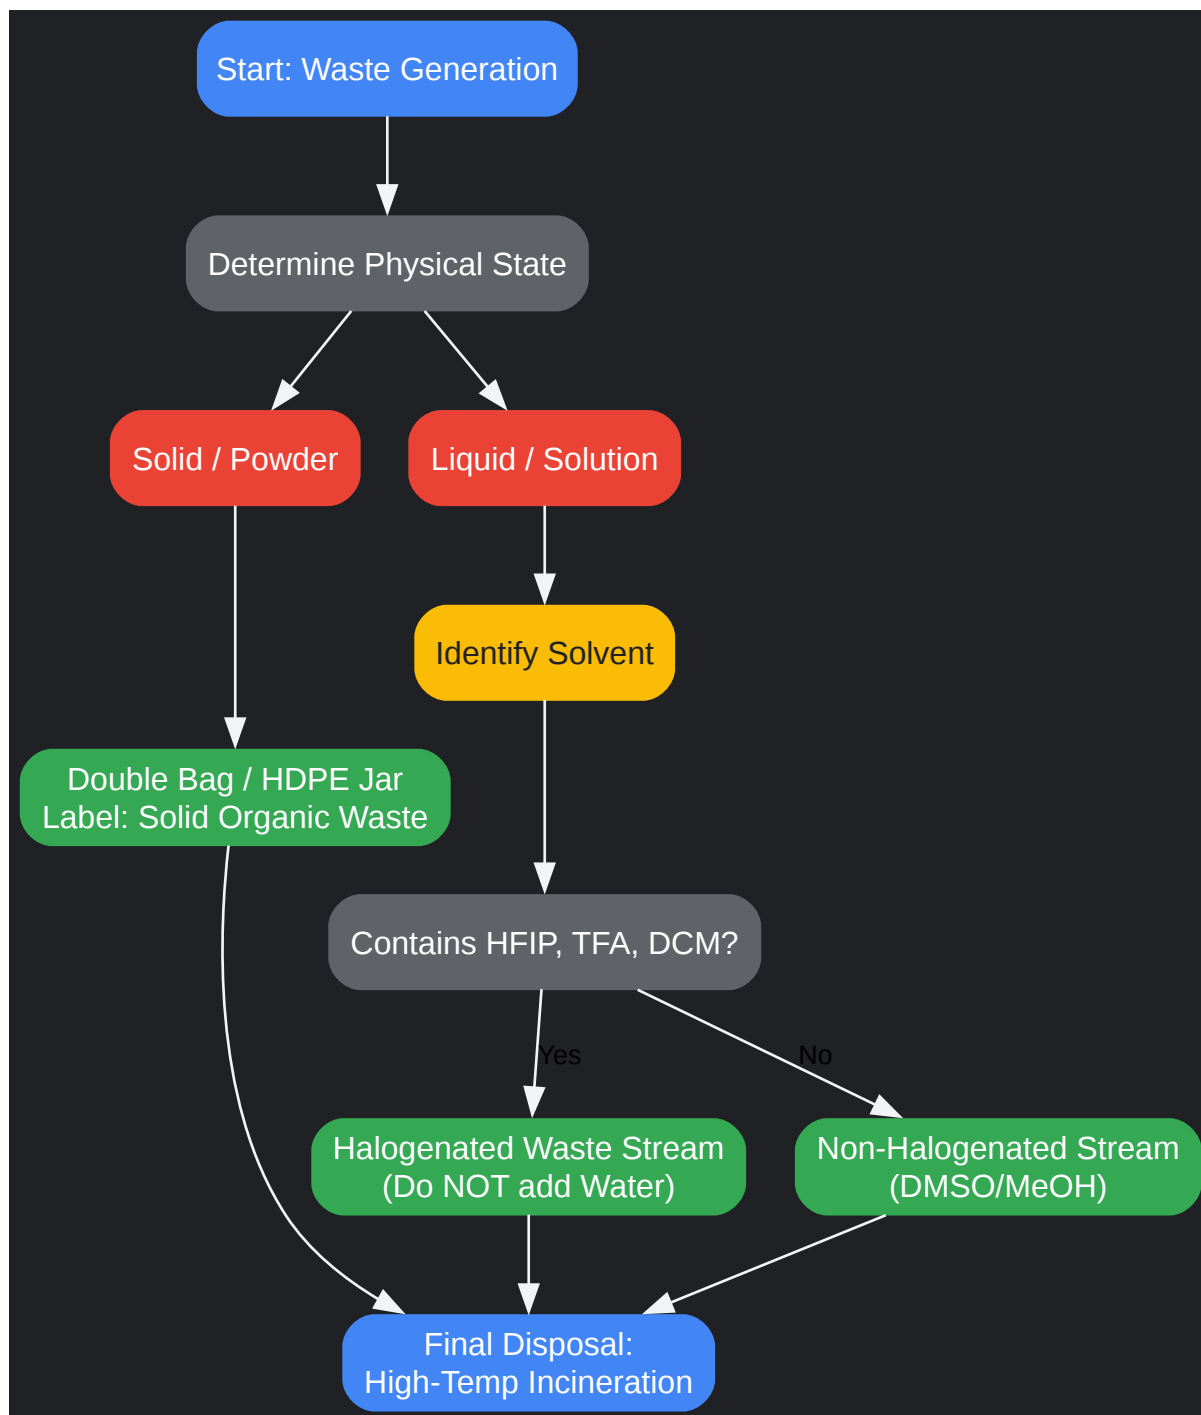 Start: Waste Generation
Determine Physical State
Solid / Powder
Liquid / Solution
Identify Solvent
Double Bag / HDPE Jar
Label: Solid Organic Waste
Contains HFIP, TFA, DCM?
Yes
No
Halogenated Waste Stream
(Do NOT add Water)
Non-Halogenated Stream
(DMSO/MeOH)
Final Disposal:
High-Temp Incineration